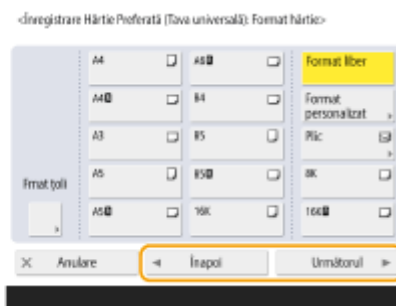 <Înregistrare Hârtie Preferată (Tava universală): Format hârtie>
A4
A6R
Format liber
A4R
B4
Format
personalizat
A3
B5
Plic
A5
B5R
8K
Frmat țoli
A5R
16K
16KR
Anulare
Înapoi
Următorul